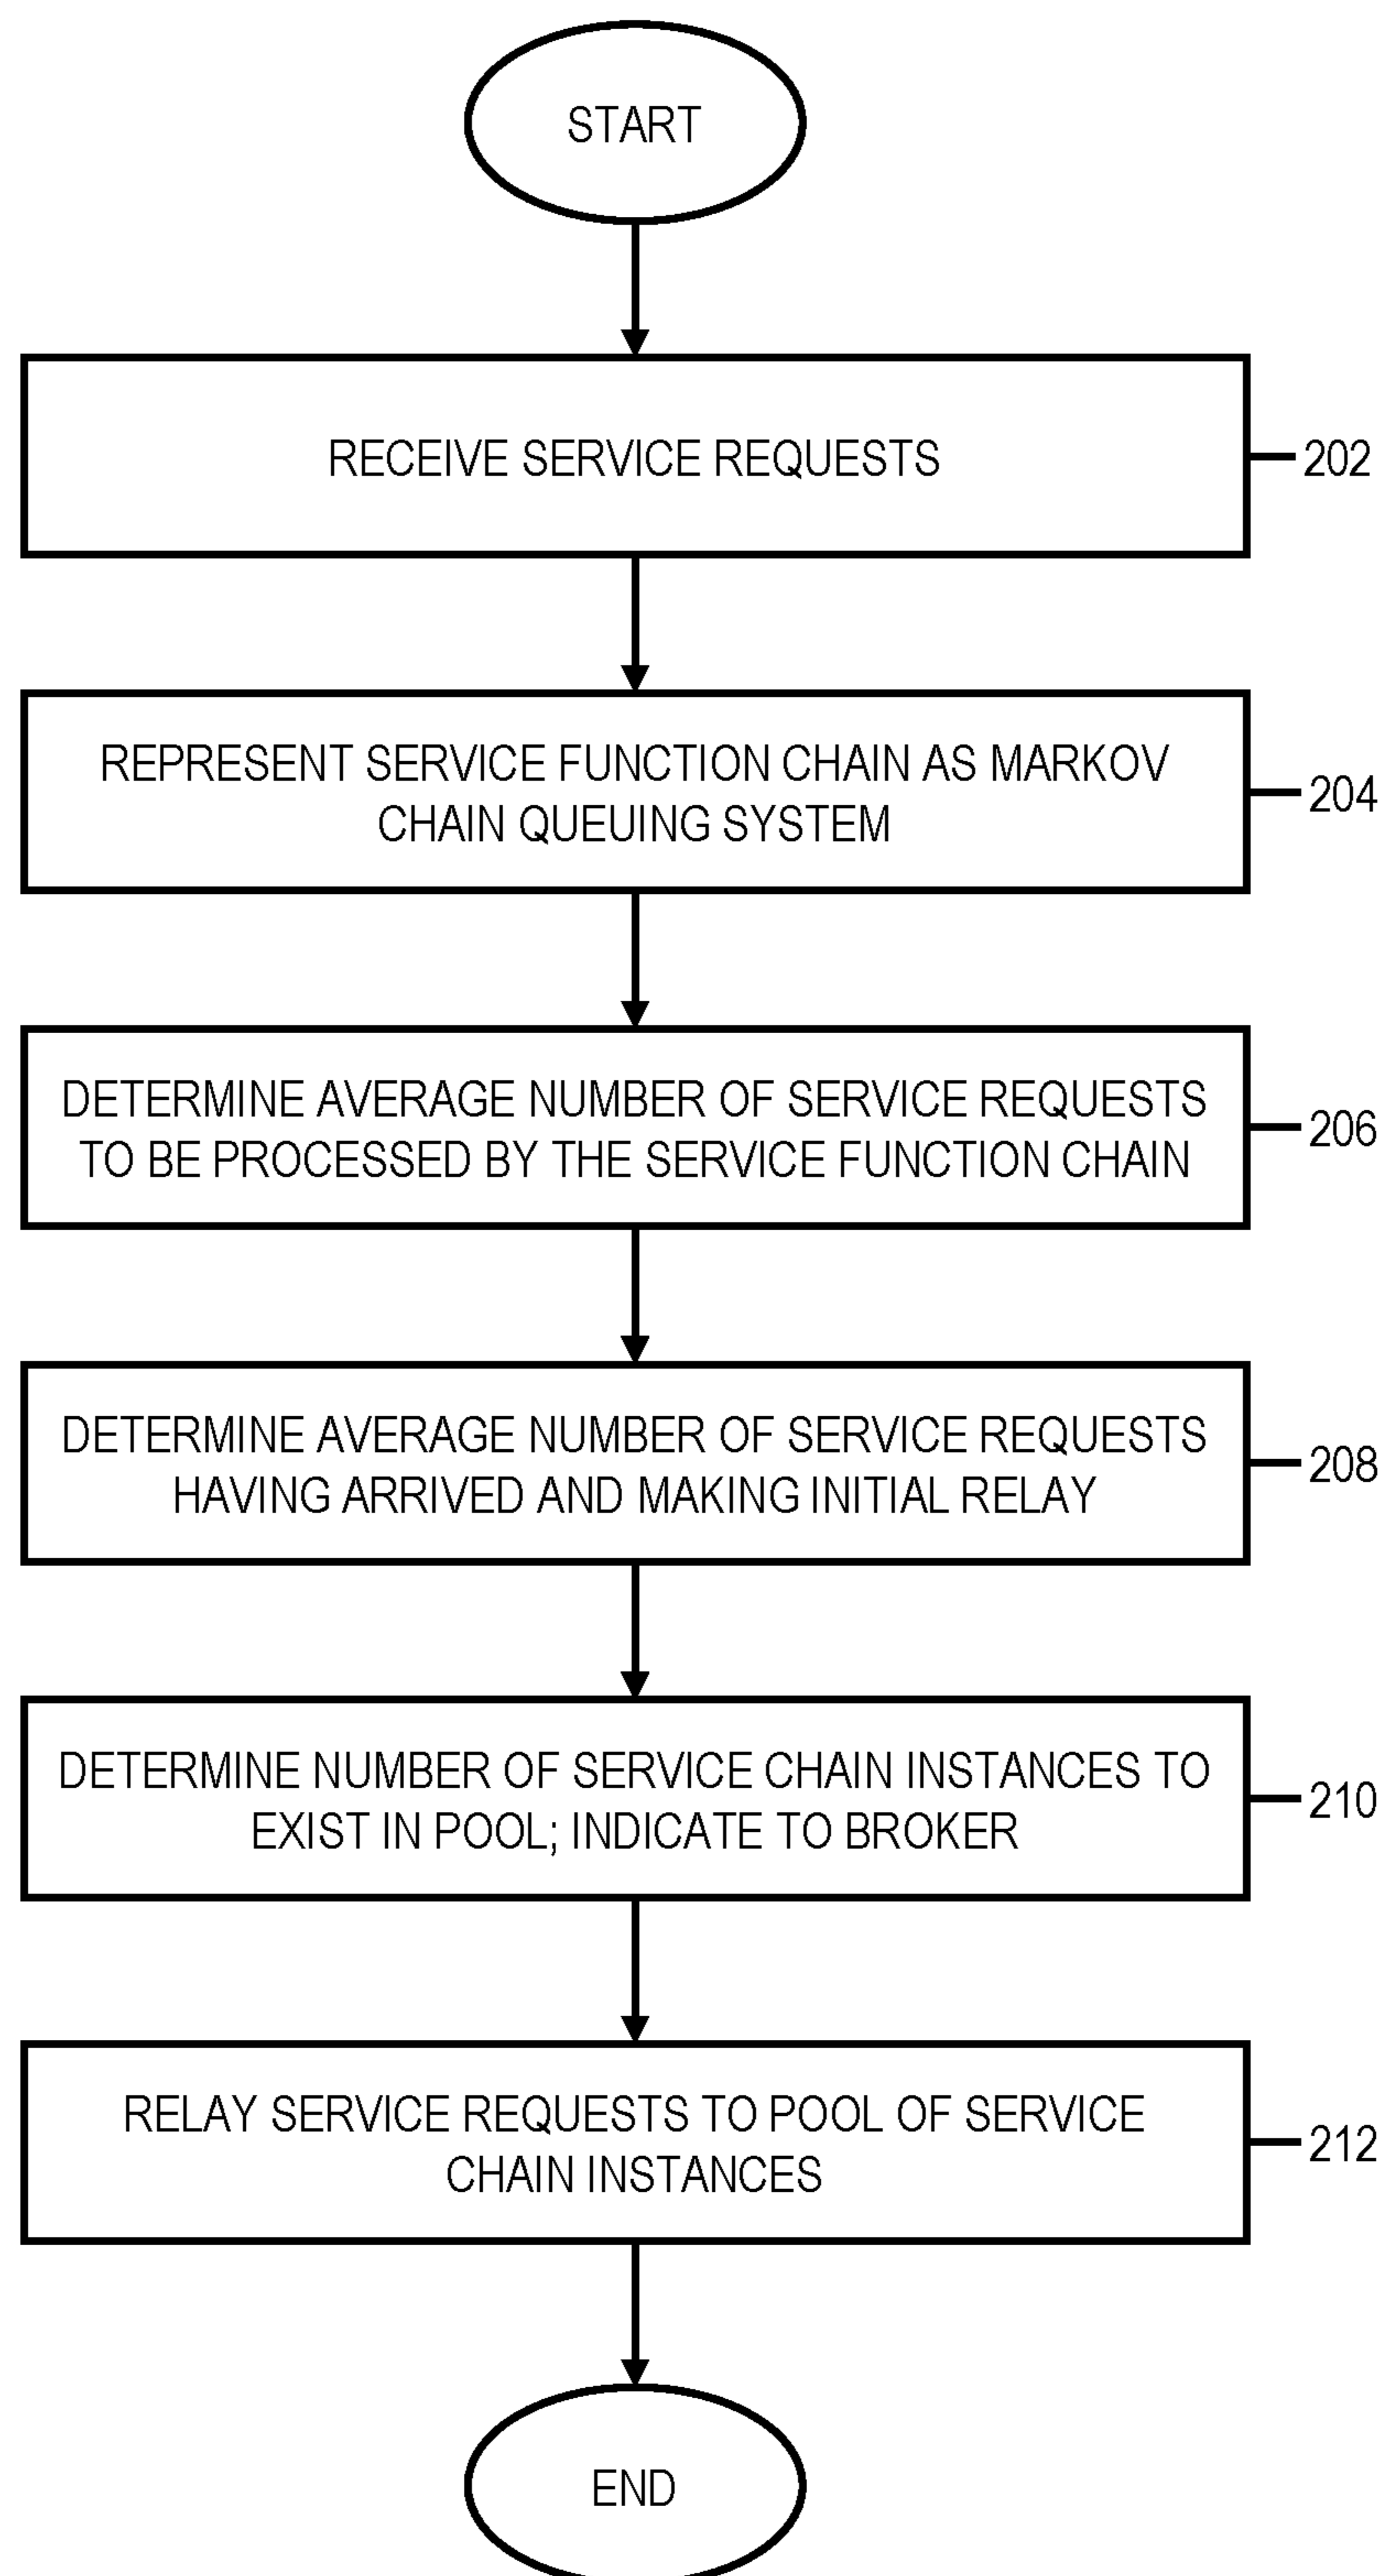 START
RECEIVE SERVICE REQUESTS
202
REPRESENT SERVICE FUNCTION CHAIN AS MARKOV
CHAIN QUEUING SYSTEM
204
DETERMINE AVERAGE NUMBER OF SERVICE REQUESTS
TO BE PROCESSED BY THE SERVICE FUNCTION CHAIN
206
DETERMINE AVERAGE NUMBER OF SERVICE REQUESTS
HAVING ARRIVED AND MAKING INITIAL RELAY
208
DETERMINE NUMBER OF SERVICE CHAIN INSTANCES TO
EXIST IN POOL; INDICATE TO BROKER
210
RELAY SERVICE REQUESTS TO POOL OF SERVICE
CHAIN INSTANCES
212
END